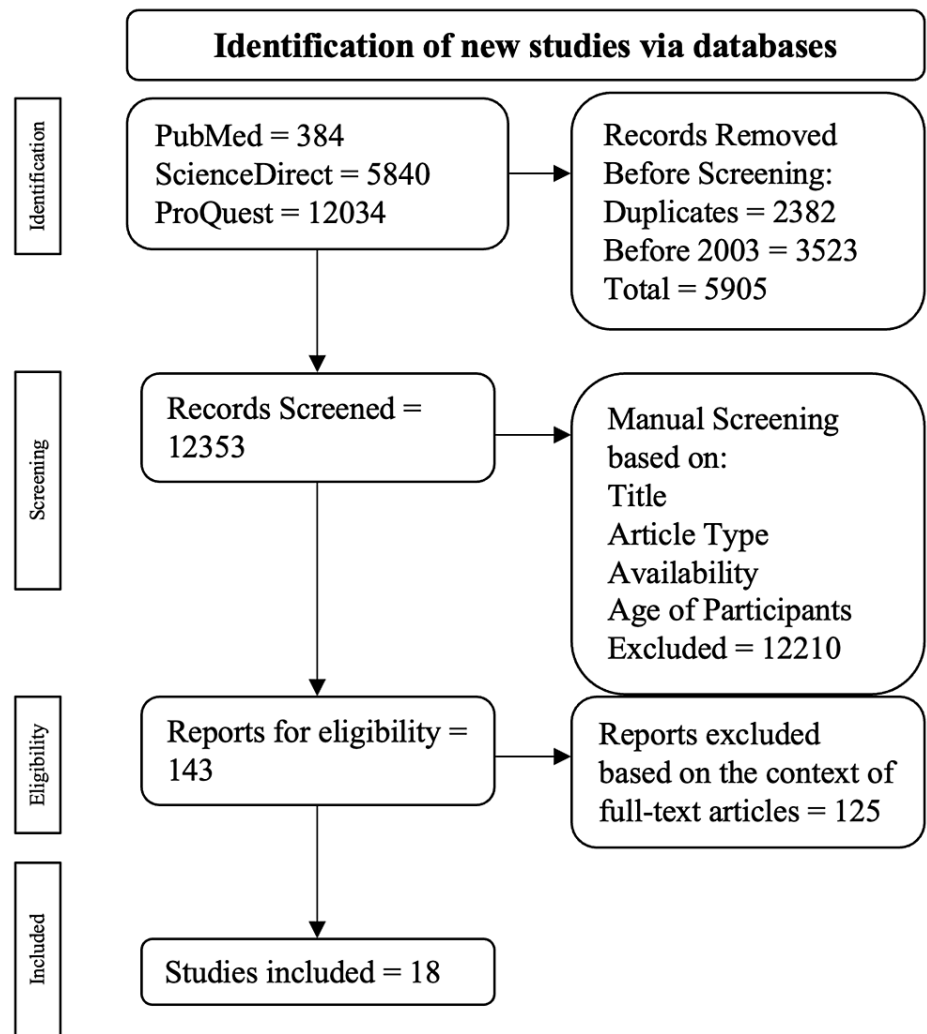 Identification of new studies via databases
Identification
PubMed = 384
ScienceDirect = 5840
ProQuest = 12034
Records Removed
Before Screening:
Duplicates = 2382
Before 2003 = 3523
Total = 5905
Screening
Records Screened =
12353
Manual Screening
based on:
Title
Article Type
Availability
Age of Participants
Excluded = 12210
Eligibility
Reports for eligibility =
143
Reports excluded
based on the context of
full-text articles = 125
Included
Studies included = 18